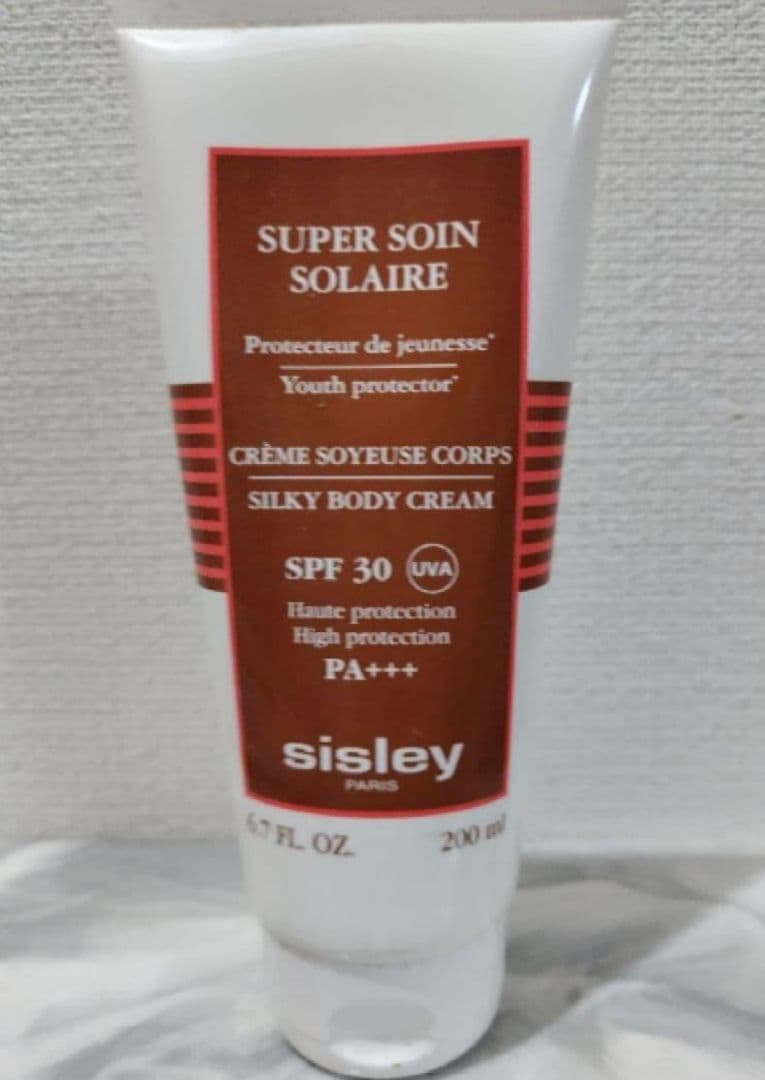 SUPER SOIN
SOLAIRE
Protecteur de jeunesse*
Youth protector*
CRÈME SOYEUSE CORPS
SILKY BODY CREAM
SPF 30 UVA
Haute protection
High protection
PA+++
sisley
PARIS
6.7 FL. OZ. 200 ml